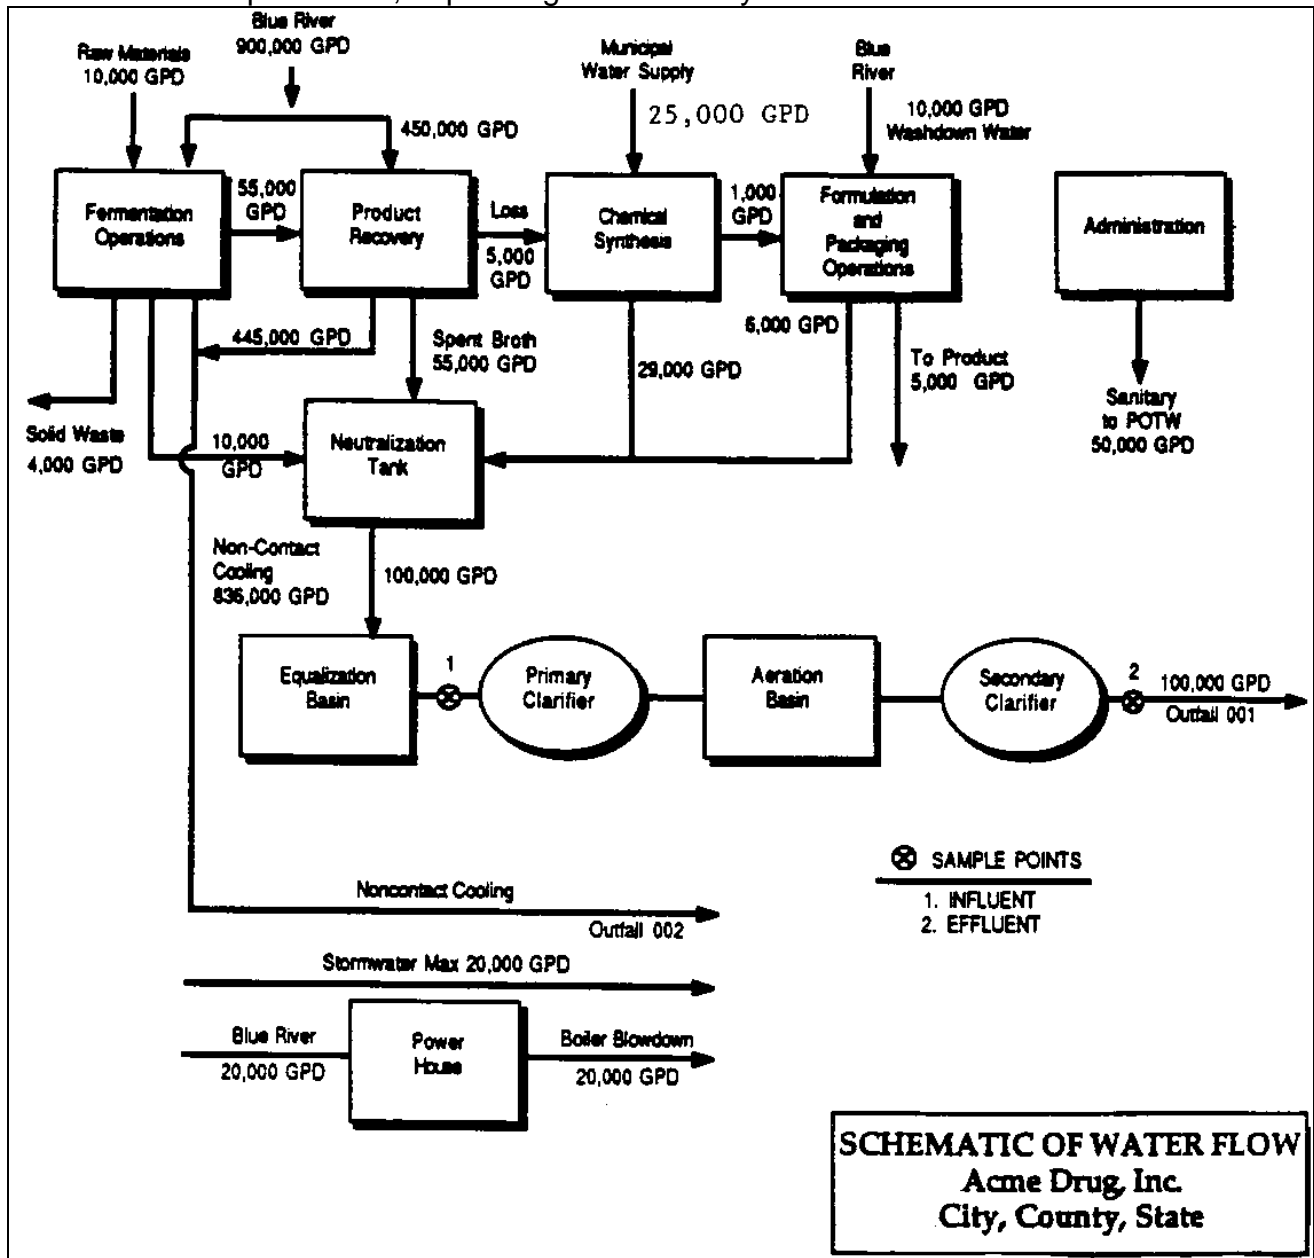 Blue River
900,000 GPD
Raw Materials
10,000 GPD
Municipal
Water Supply
Blue
River
450,000 GPD
25,000 GPD
10,000 GPD
Washdown Water
Fermentation
Operations
55,000
GPD
Product
Recovery
Loss
5,000
GPD
Chemical
Synthesis
1,000
GPD
Formulation
and
Packaging
Operations
Administration
445,000 GPD
Spent Broth
55,000 GPD
29,000 GPD
6,000 GPD
To Product
5,000 GPD
Sanitary
to POTW
50,000 GPD
Solid Waste
4,000 GPD
10,000
GPD
Neutralization
Tank
Non-Contact
Cooling
836,000 GPD
100,000 GPD
Equalization
Basin
1
Primary
Clarifier
Aeration
Basin
Secondary
Clarifier
2
100,000 GPD
Outfall 001
SAMPLE POINTS
1. INFLUENT
2. EFFLUENT
Noncontact Cooling
Outfall 002
Stormwater Max 20,000 GPD
Blue River
20,000 GPD
Power
House
Boiler Blowdown
20,000 GPD
SCHEMATIC OF WATER FLOW
Acme Drug, Inc.
City, County, State